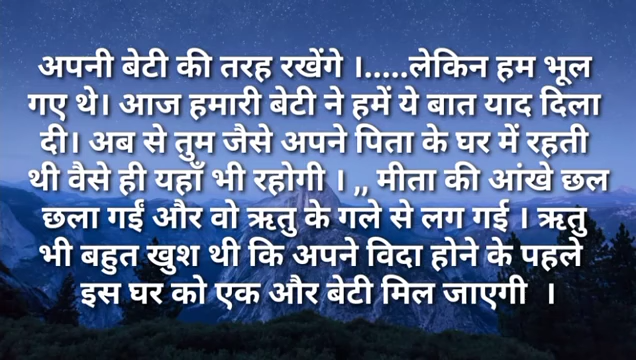 अपनी बेटी की तरह रखेंगे ।.....लेकिन हम भूल
गए थे। आज हमारी बेटी ने हमें ये बात याद दिला
दी। अब से तुम जैसे अपने पिता के घर में रहती
थी वैसे ही यहाँ भी रहोगी । ,, मीता की आंखे छल
छला गईं और वो ऋतु के गले से लग गई । ऋतु
भी बहुत खुश थी कि अपने विदा होने के पहले
इस घर को एक और बेटी मिल जाएगी ।